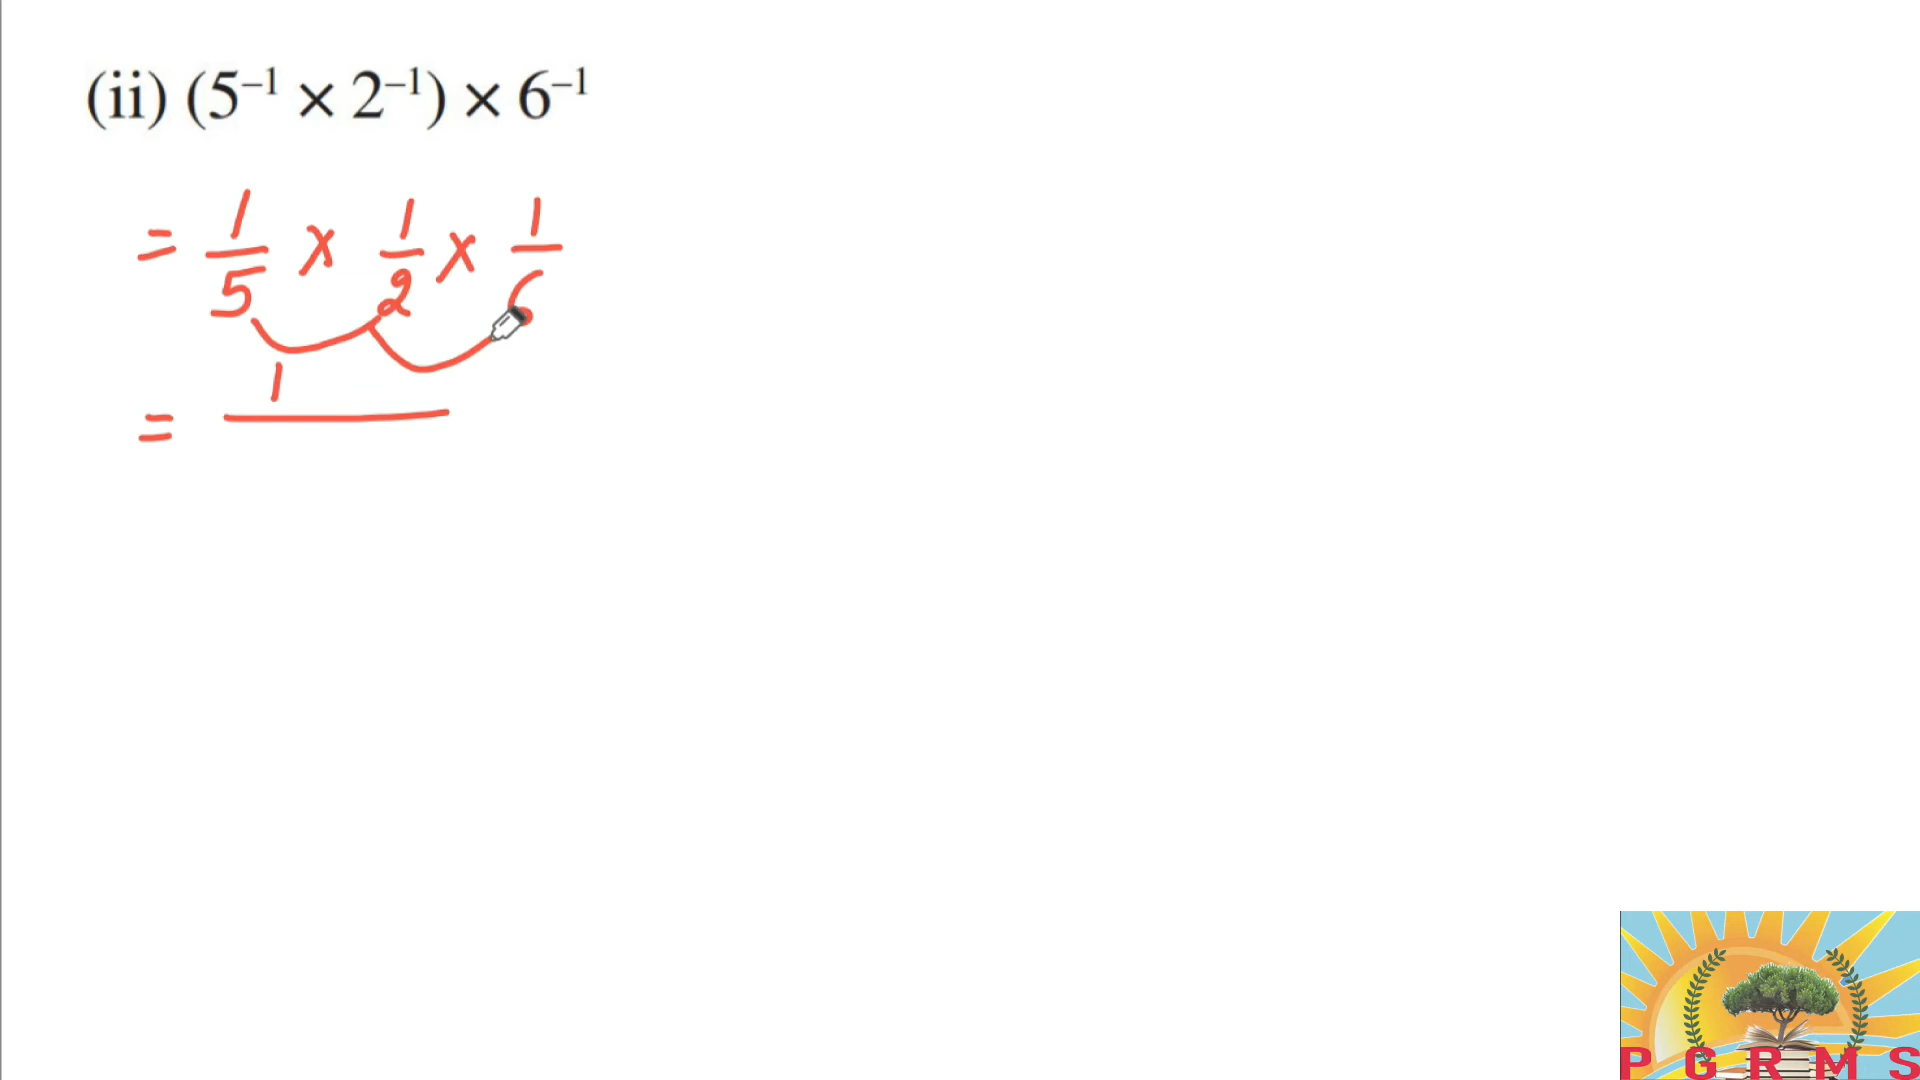 (ii) (5⁻¹ × 2⁻¹) × 6⁻¹
= 1/5 × 1/2 × 1/6
= 1/
P G R M S